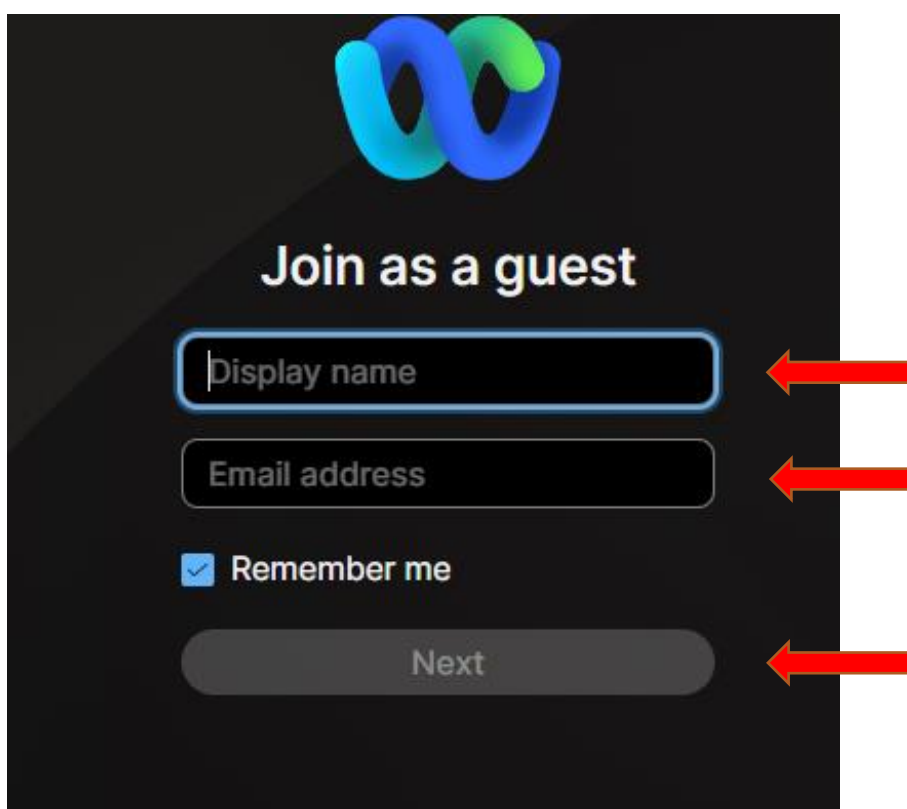 Join as a guest
Display name
Email address
Remember me
Next